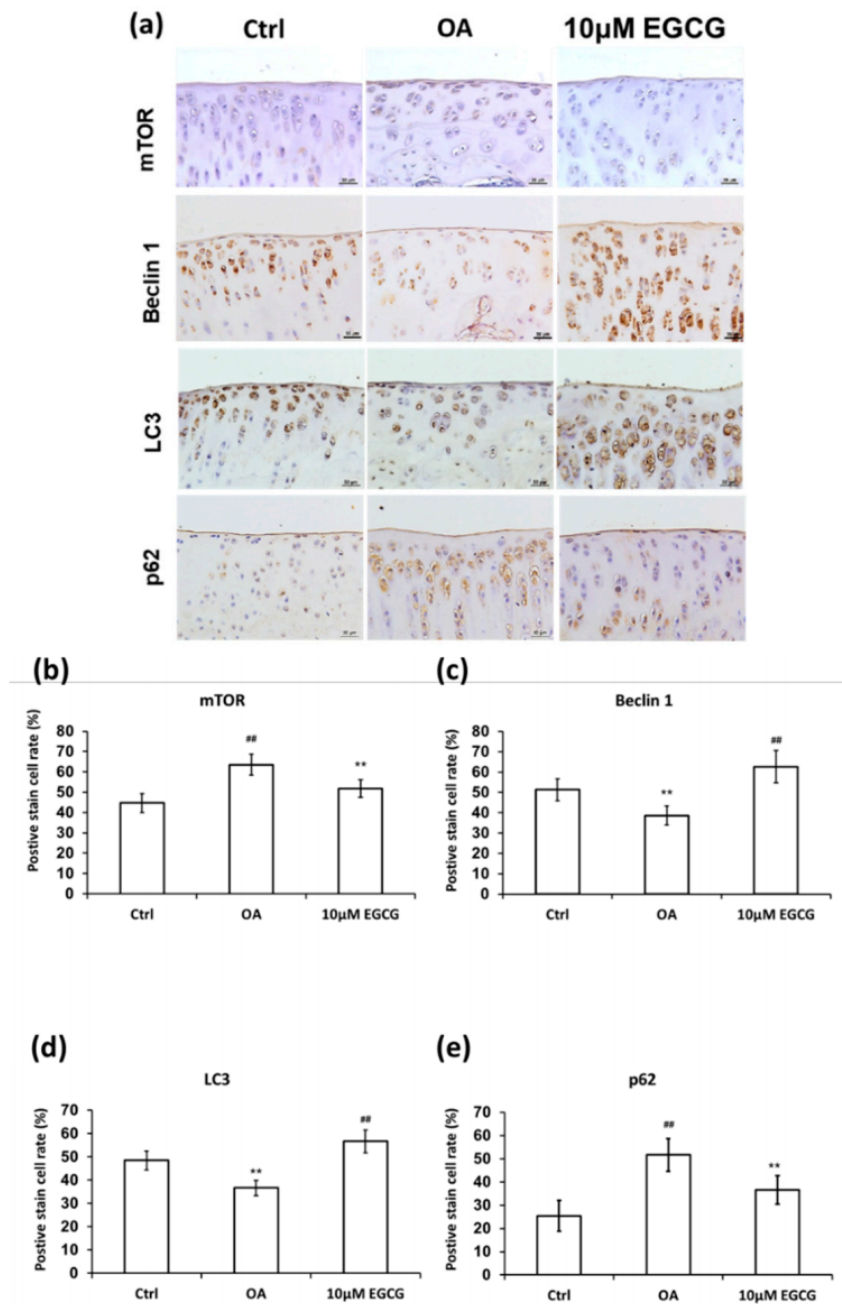 (a)
Ctrl OA 10μM EGCG
mTOR
Beclin 1
LC3
p62
(b)
mTOR
Postive stain cell rate (%)
80
70
60
50
40
30
20
10
0
##
**
Ctrl OA 10μM EGCG
(c)
Beclin 1
Postive stain cell rate (%)
80
70
60
50
40
30
20
10
0
**
##
Ctrl OA 10μM EGCG
(d)
LC3
Postive stain cell rate (%)
70
60
50
40
30
20
10
0
**
##
Ctrl OA 10μM EGCG
(e)
p62
Postive stain cell rate (%)
70
60
50
40
30
20
10
0
##
**
Ctrl OA 10μM EGCG